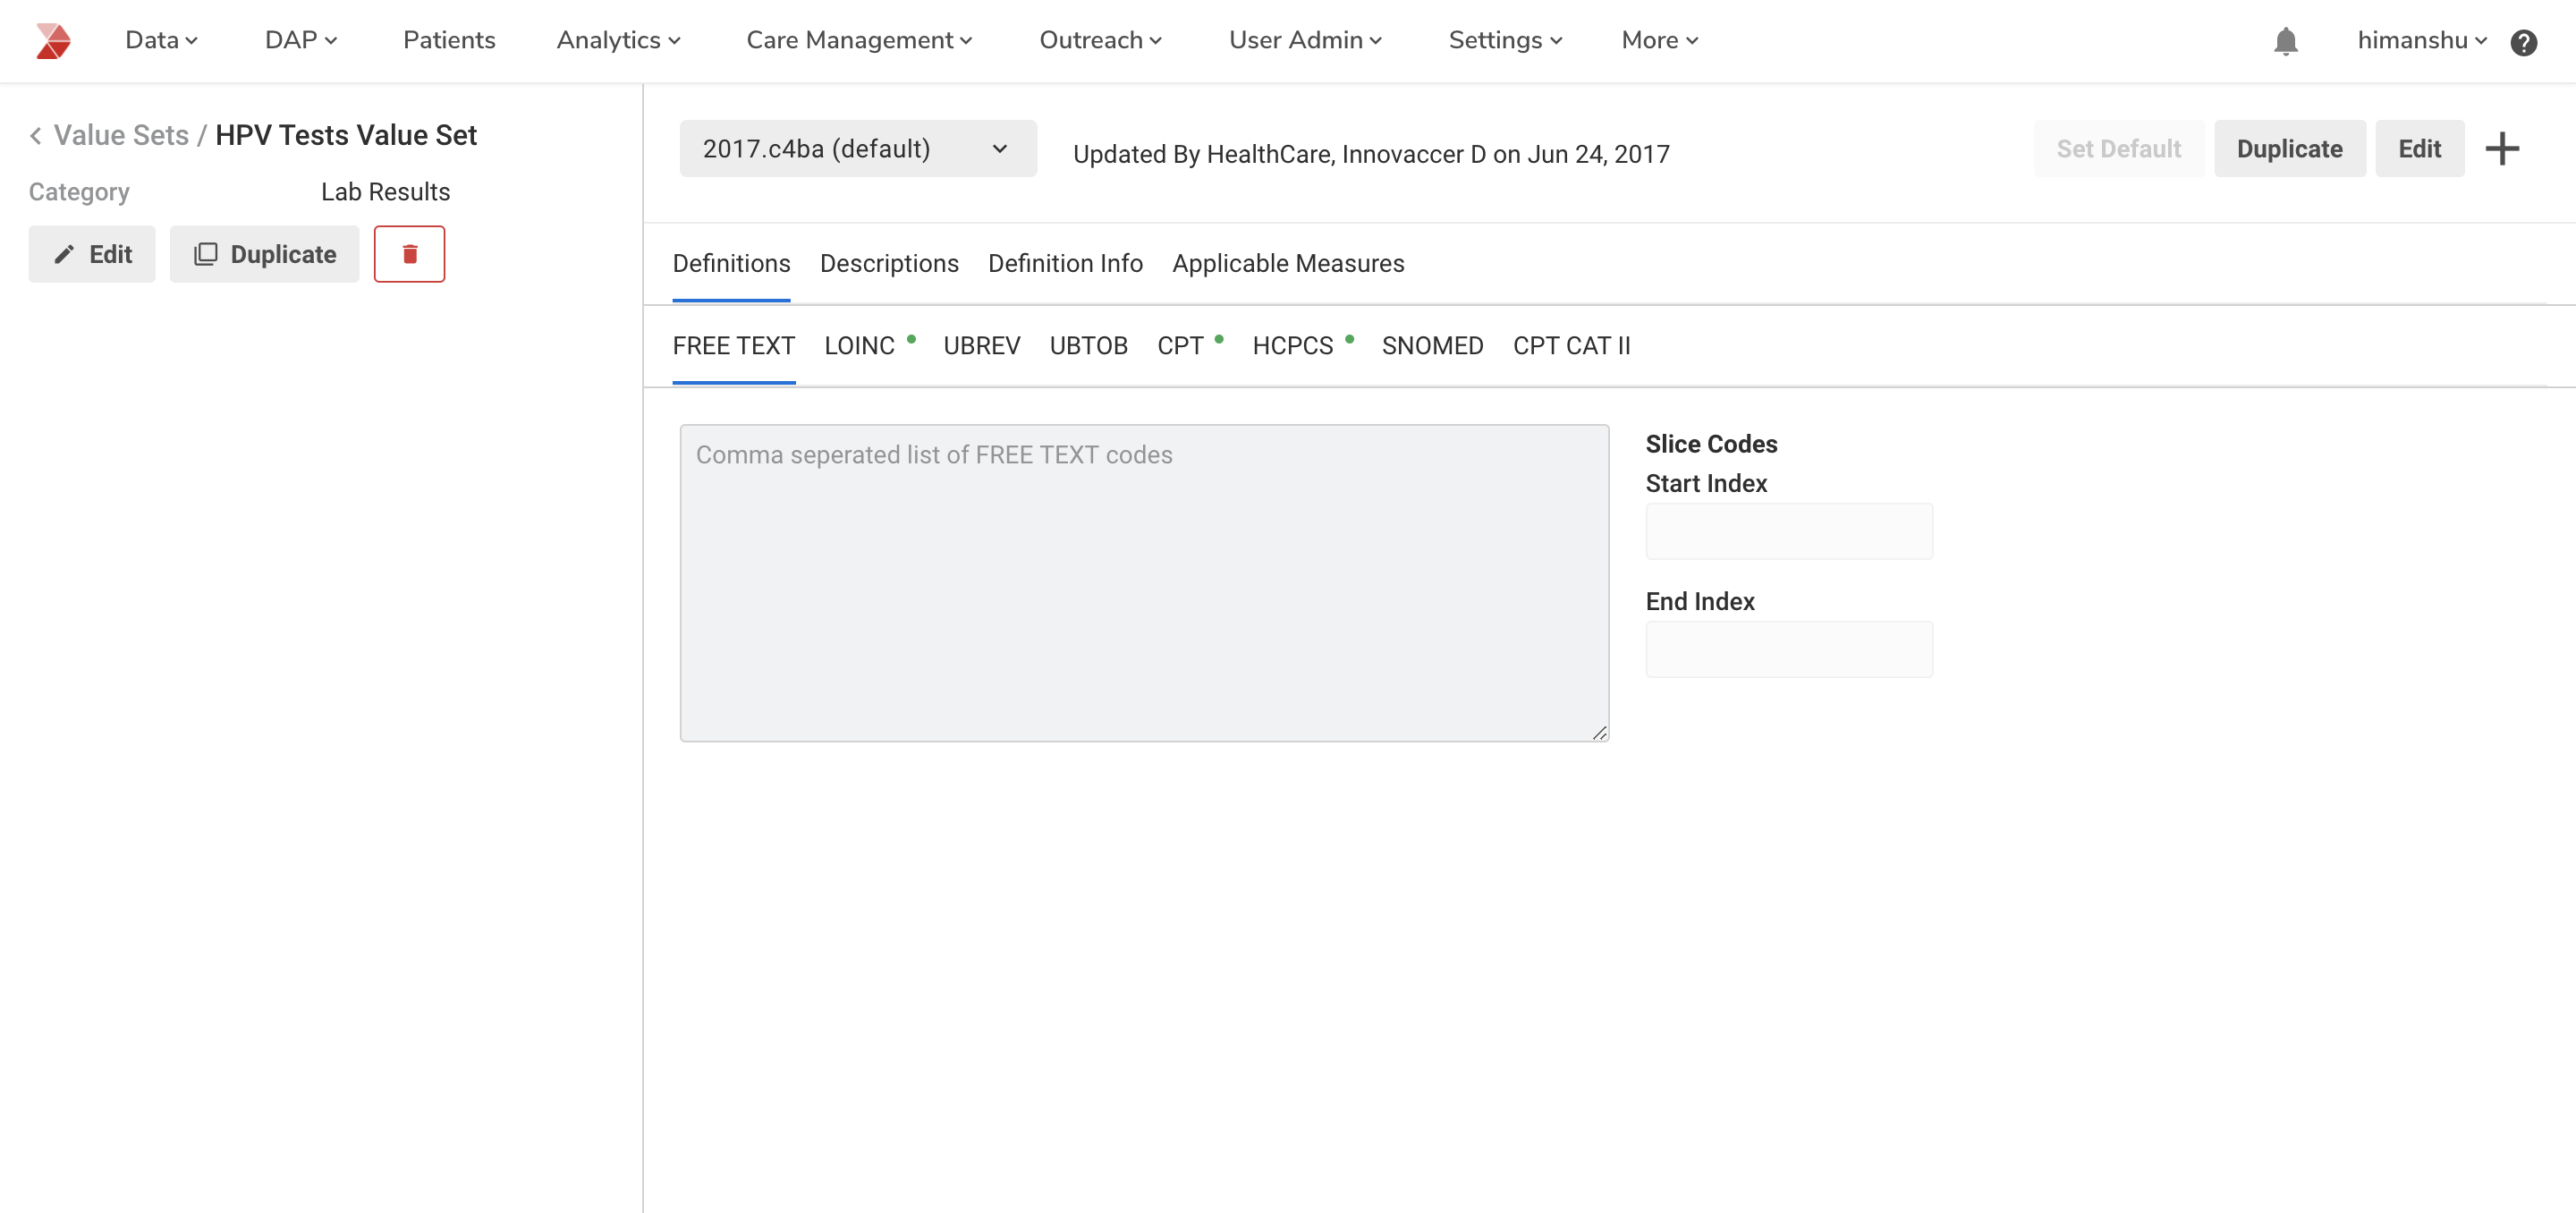 Data DAP Patients Analytics Care Management Outreach User Admin Settings More himanshu ?
< Value Sets / HPV Tests Value Set
Category Lab Results
Edit Duplicate
2017.c4ba (default) Updated By HealthCare, Innovaccer D on Jun 24, 2017 Set Default Duplicate Edit +
Definitions Descriptions Definition Info Applicable Measures
FREE TEXT LOINC UBREV UBTOB CPT HCPCS SNOMED CPT CAT II
Comma seperated list of FREE TEXT codes
Slice Codes
Start Index
End Index